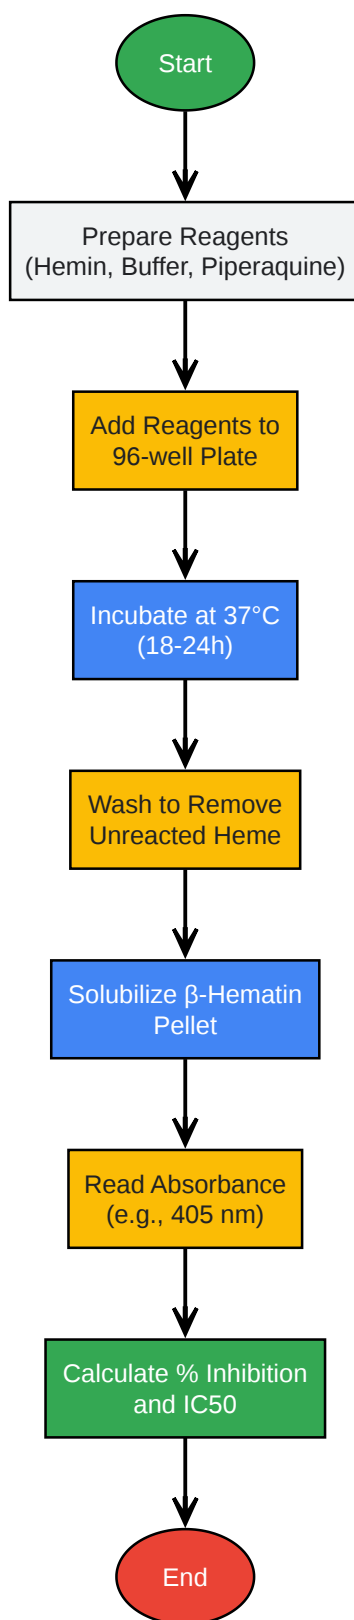 Start
Prepare Reagents
(Hemin, Buffer, Piperaquine)
Add Reagents to
96-well Plate
Incubate at 37°C
(18-24h)
Wash to Remove
Unreacted Heme
Solubilize β-Hematin
Pellet
Read Absorbance
(e.g., 405 nm)
Calculate % Inhibition
and IC50
End